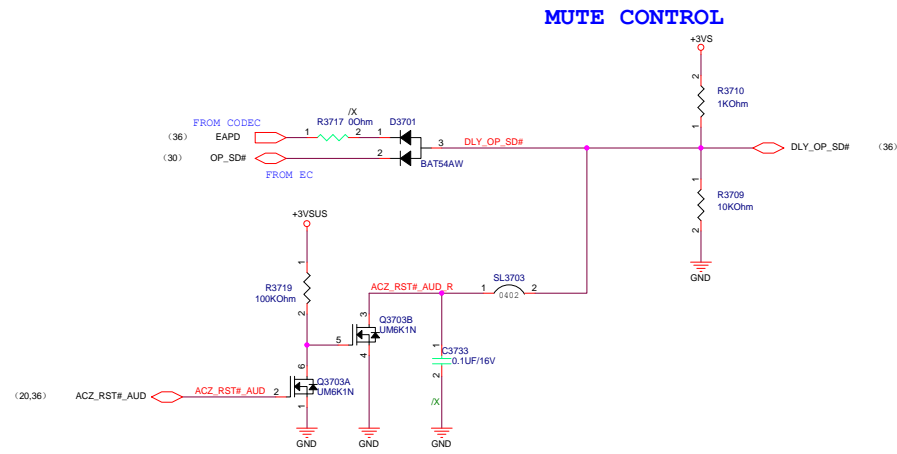 MUTE CONTROL
+3VS
2
R3710
1KOhm
1
FROM CODEC
/X
R3717 0Ohm
D3701
(36) EAPD 1 2 1
3 DLY_OP_SD#
DLY_OP_SD# (36)
(30) OP_SD# 2
BAT54AW
FROM EC
1
R3709
10KOhm
2
GND
+3VSUS
1
R3719
100KOhm
2
ACZ_RST#_AUD_R
SL3703
1 0402 2
3
Q3703B
UM6K1N
5
4
1
C3733
0.1UF/16V
2
/X
6
Q3703A
UM6K1N
(20,36) ACZ_RST#_AUD ACZ_RST#_AUD 2
1
GND
GND
GND